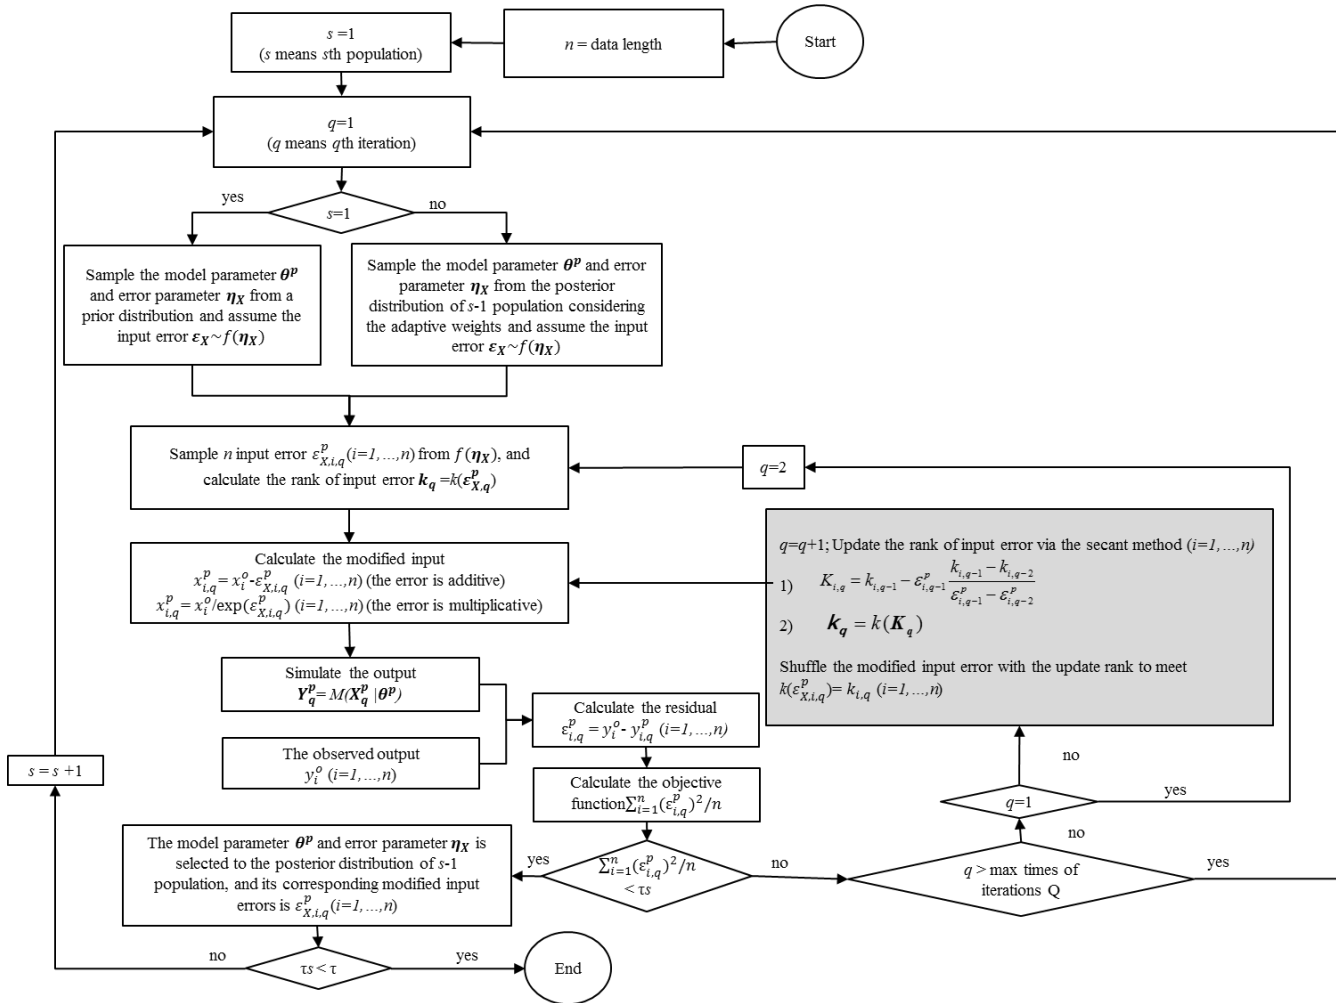 s=1
(s means sth population)
n = data length
Start
q=1
(q means qth iteration)
yes
s=1
no
Sample the model parameter θ^p
and error parameter η_X from a
prior distribution and assume the
input error ε_X~f(η_X)
Sample the model parameter θ^p and error
parameter η_X from the posterior
distribution of s-1 population considering
the adaptive weights and assume the input
error ε_X~f(η_X)
Sample n input error ε^p_{X,i,q}(i=1,...,n) from f(η_X), and
calculate the rank of input error k_q =k(ε^p_{X,q})
q=2
Calculate the modified input
x^p_{i,q}= x^o_i-ε^p_{X,i,q} (i=1,...,n) (the error is additive)
x^p_{i,q}= x^o_i/exp(ε^p_{X,i,q}) (i=1,...,n) (the error is multiplicative)
q=q+1; Update the rank of input error via the secant method (i=1, ...,n)
1) K_{i,q} = k_{i,q-1} − ε^p_{i,q-1} (k_{i,q-1} − k_{i,q-2})/(ε^p_{i,q-1} − ε^p_{i,q-2})
2) k_q = k(K_q)
Shuffle the modified input error with the update rank to meet
k(ε^p_{X,i,q})= k_{i,q} (i=1,...,n)
Simulate the output
Y^p_q= M(X^p_q |θ^p)
The observed output
y^o_i (i=1,...,n)
Calculate the residual
ε^p_{i,q} = y^o_i- y^p_{i,q} (i=1,...,n)
Calculate the objective
function∑^n_{i=1}(ε^p_{i,q})^2/n
s = s +1
no
q=1
yes
The model parameter θ^p and error parameter η_X is
selected to the posterior distribution of s-1
population, and its corresponding modified input
errors is ε^p_{X,i,q}(i=1,...,n)
yes
∑^n_{i=1}(ε^p_{i,q})^2/n
< τs
no
no
q > max times of
iterations Q
yes
no
τs < τ
yes
End